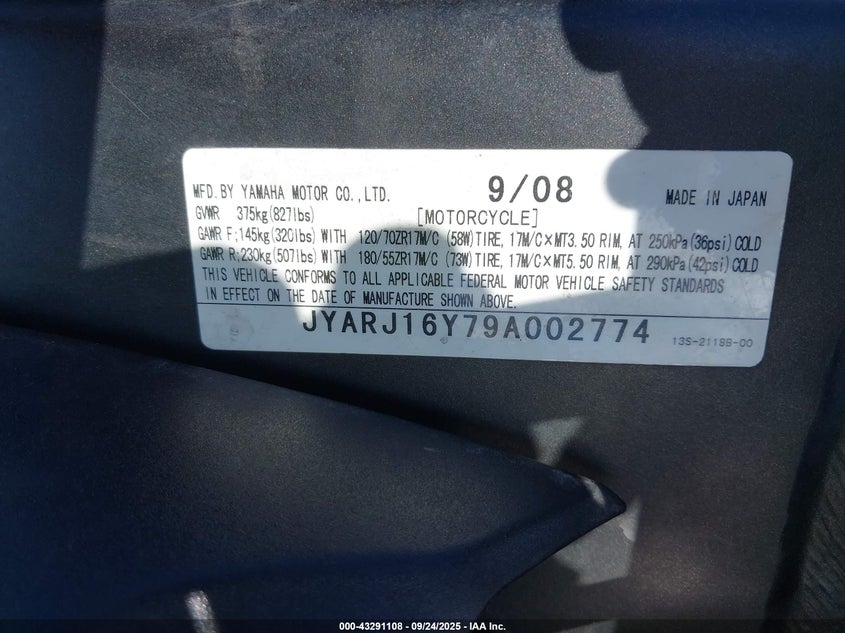 MFD. BY YAMAHA MOTOR CO., LTD. 9/08 MADE IN JAPAN
GVWR 375kg(827lbs) [MOTORCYCLE]
GAWR F;145kg(320lbs) WITH 120/70ZR17M/C (58W) TIRE, 17M/C×MT3.50 RIM, AT 250kPa(36psi) COLD
GAWR R;230kg(507lbs) WITH 180/55ZR17M/C (73W) TIRE, 17M/C×MT5.50 RIM, AT 290kPa(42psi) COLD
THIS VEHICLE CONFORMS TO ALL APPLICABLE FEDERAL MOTOR VEHICLE SAFETY STANDARDS
IN EFFECT ON THE DATE OF MANUFACTURE SHOWN ABOVE.
JYARJ16Y79A002774 13S-2118B-00
000-43291108 - 09/24/2025 - IAA Inc.